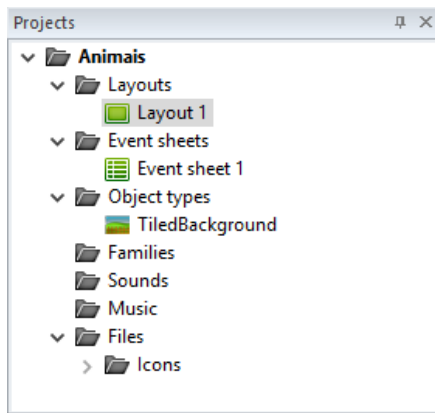 Projects
Animais
Layouts
Layout 1
Event sheets
Event sheet 1
Object types
TiledBackground
Families
Sounds
Music
Files
Icons